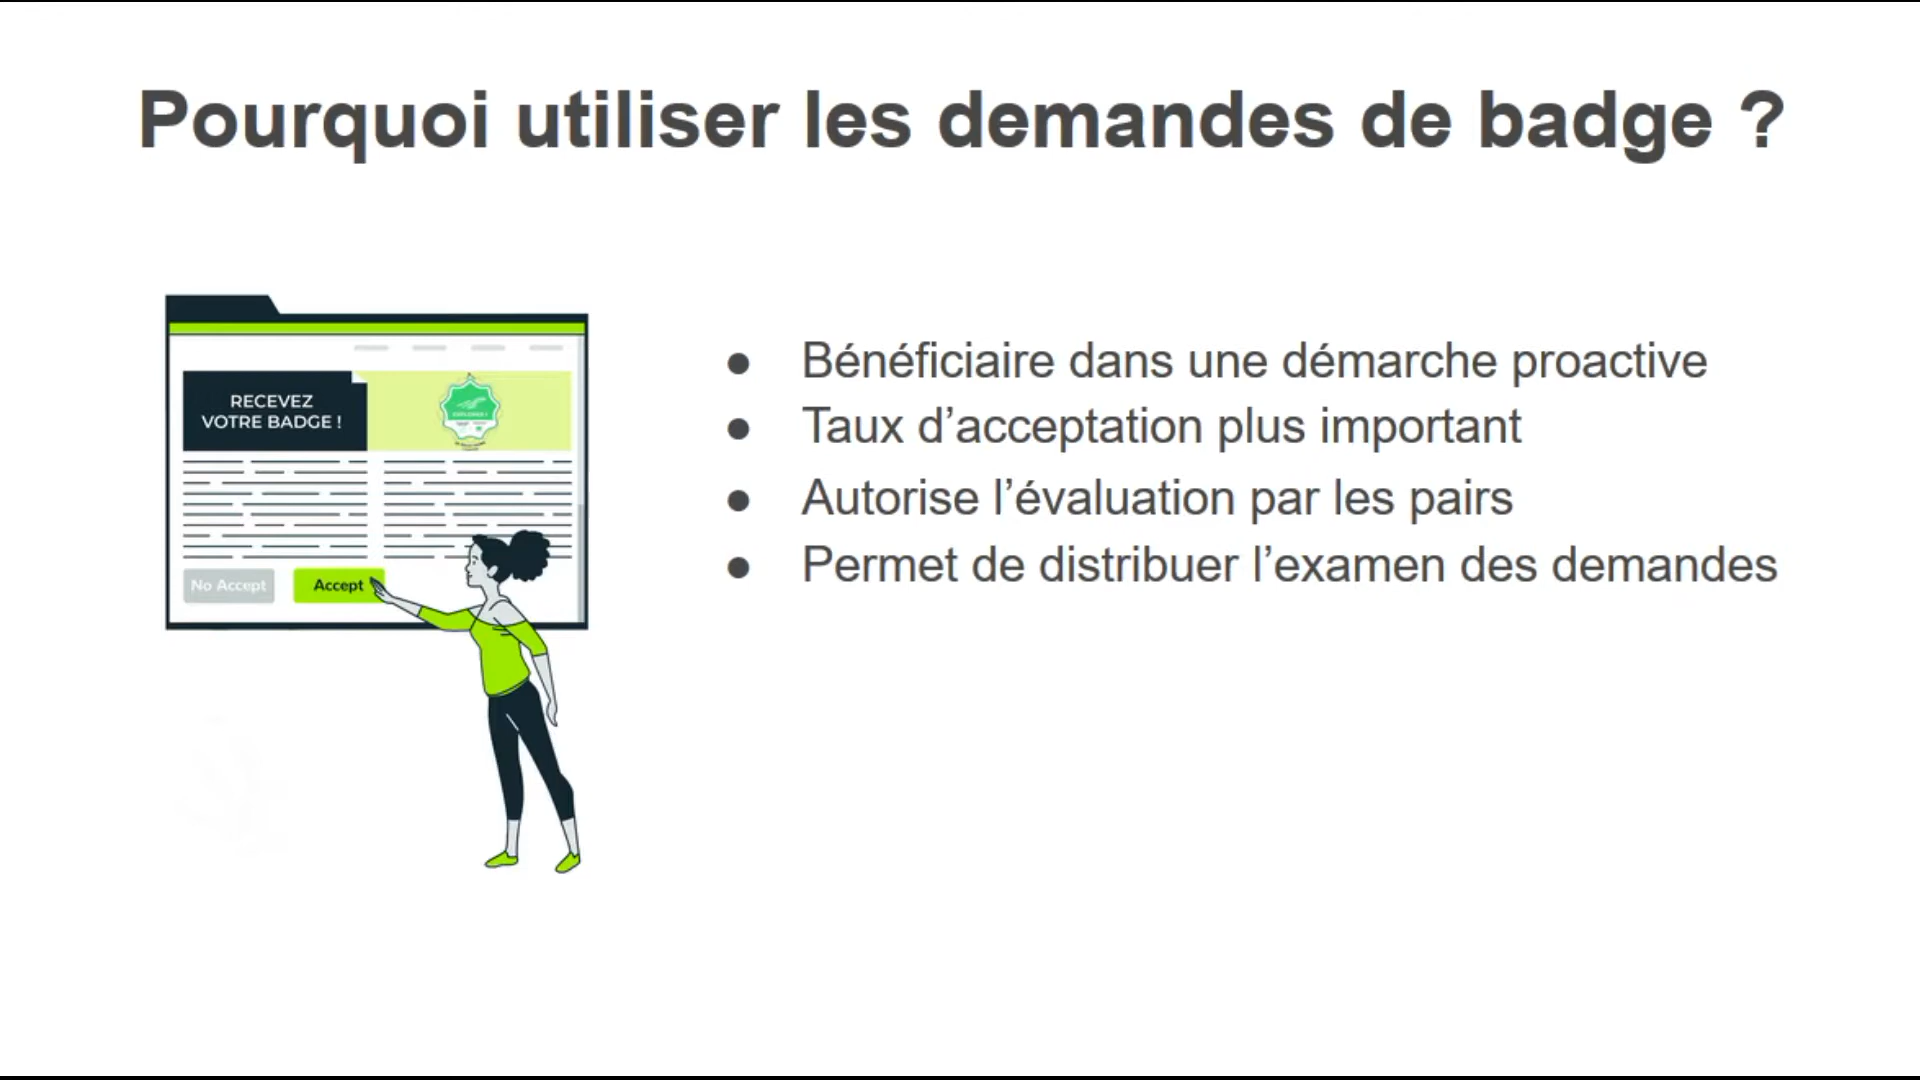 Pourquoi utiliser les demandes de badge ?
RECEVEZ
VOTRE BADGE !
No Accept
Accept
● Bénéficiaire dans une démarche proactive
● Taux d’acceptation plus important
● Autorise l’évaluation par les pairs
● Permet de distribuer l’examen des demandes